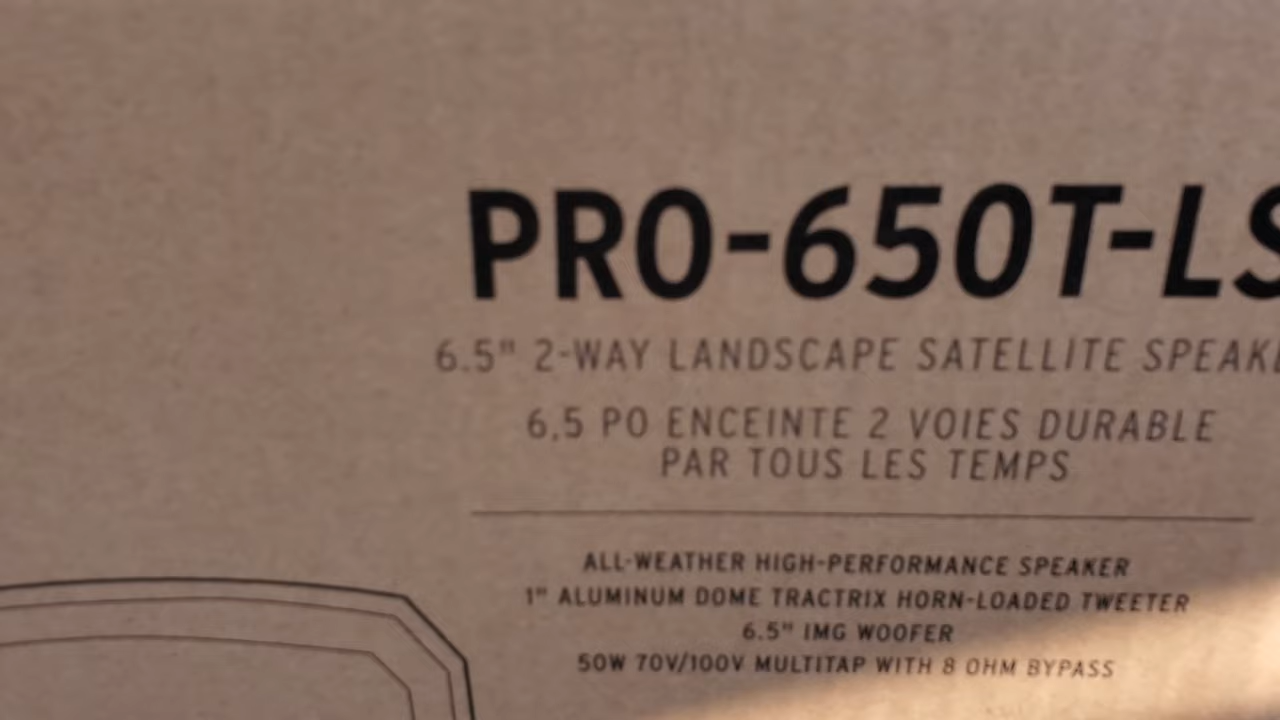 PRO-650T-LS
6.5" 2-WAY LANDSCAPE SATELLITE SPEAKE
6,5 PO ENCEINTE 2 VOIES DURABLE
PAR TOUS LES TEMPS
ALL-WEATHER HIGH-PERFORMANCE SPEAKER
1" ALUMINUM DOME TRACTRIX HORN-LOADED TWEETER
6.5" IMG WOOFER
50W 70V/100V MULTITAP WITH 8 OHM BYPASS